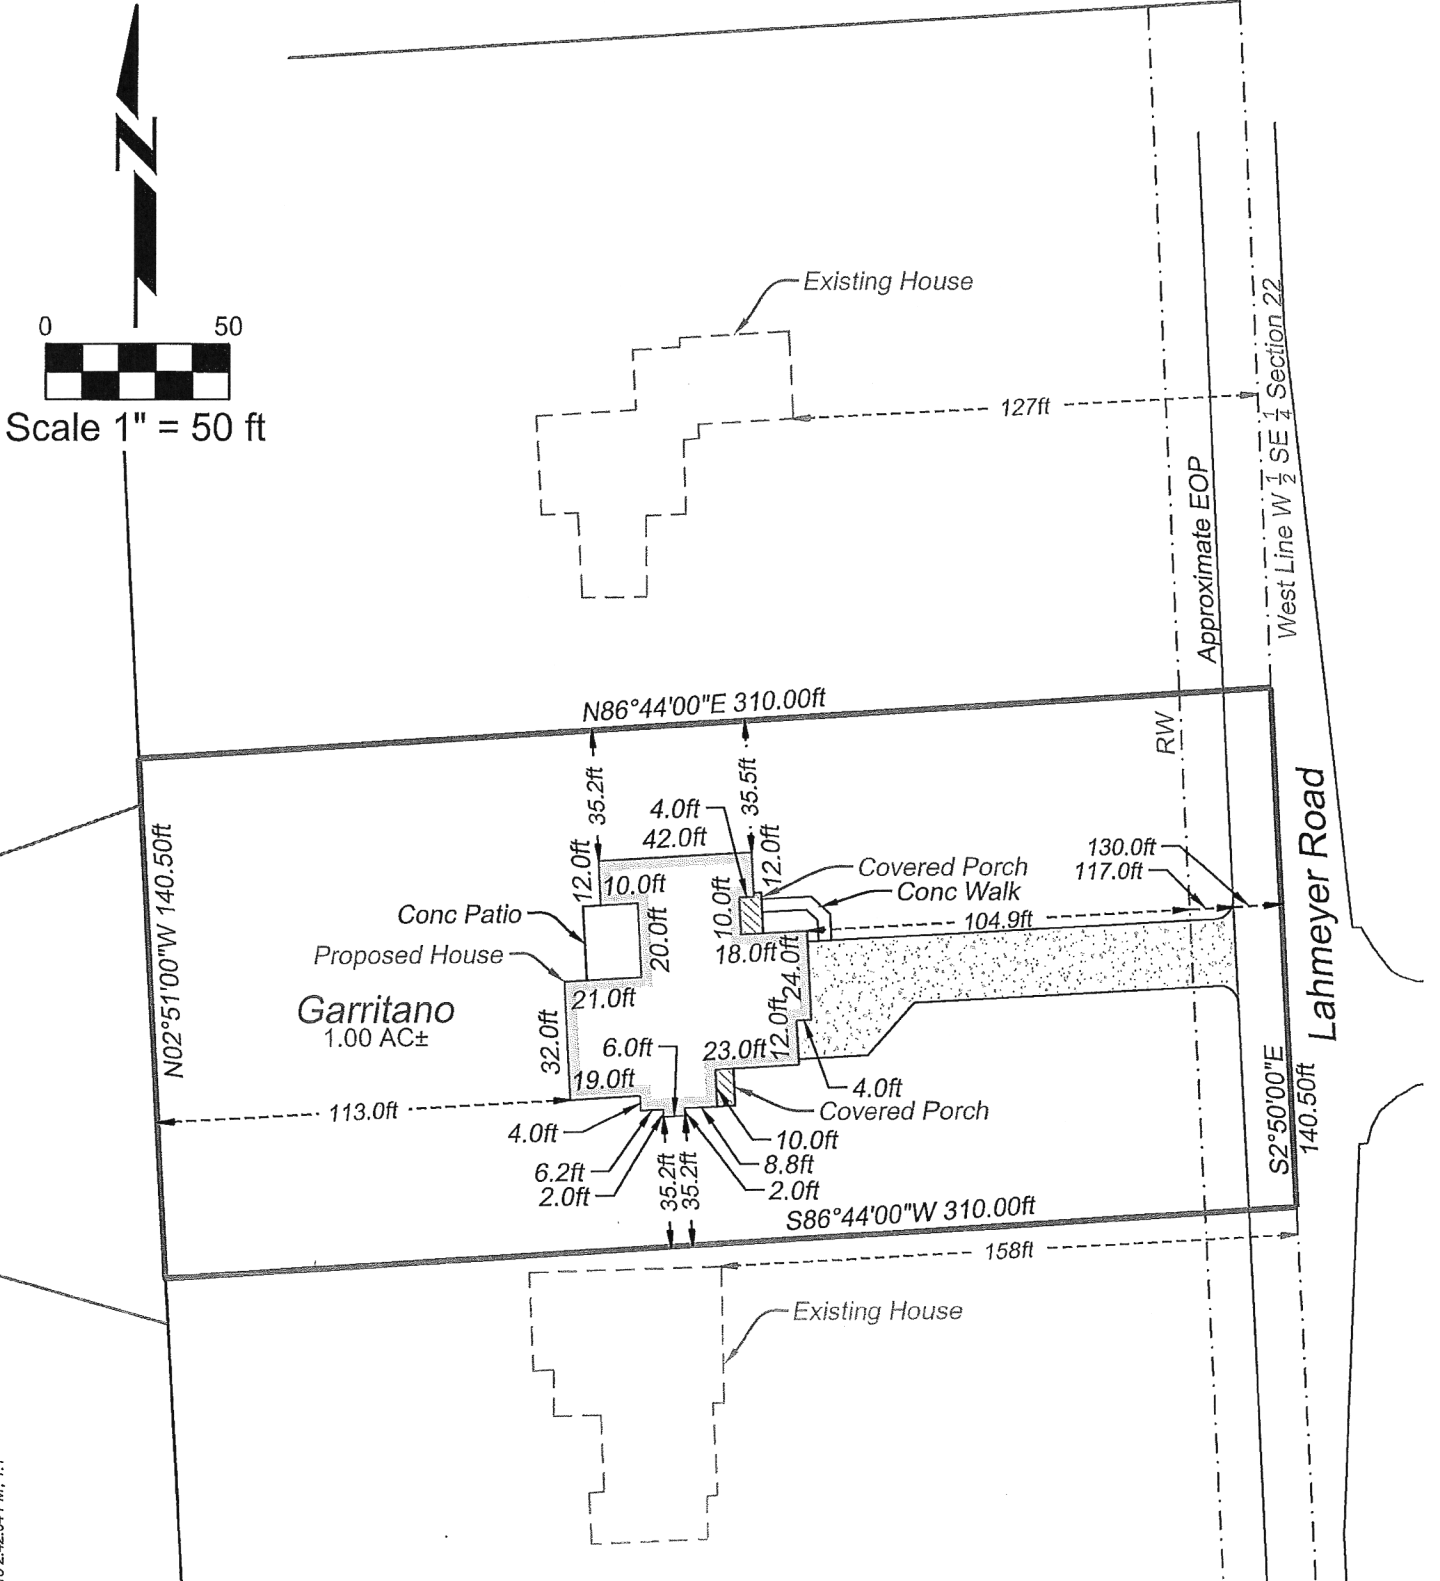 0 50
Scale 1" = 50 ft
Existing House
127ft
West Line W 1/2 SE 1/4 Section 22
Approximate EOP
N86°44'00"E 310.00ft
RW
35.2ft
35.5ft
4.0ft
42.0ft
12.0ft
12.0ft
130.0ft
117.0ft
Covered Porch
Conc Walk
10.0ft
10.0ft
Conc Patio
104.9ft
Proposed House
20.0ft
18.0ft
24.0ft
21.0ft
Garritano
1.00 AC±
N02°51'00"W 140.50ft
Lahmeyer Road
32.0ft
6.0ft
23.0ft
12.0ft
19.0ft
4.0ft
113.0ft
Covered Porch
4.0ft
10.0ft
6.2ft
8.8ft
2.0ft
2.0ft
35.2ft
35.2ft
S2°50'00"E
140.50ft
S86°44'00"W 310.00ft
158ft
Existing House